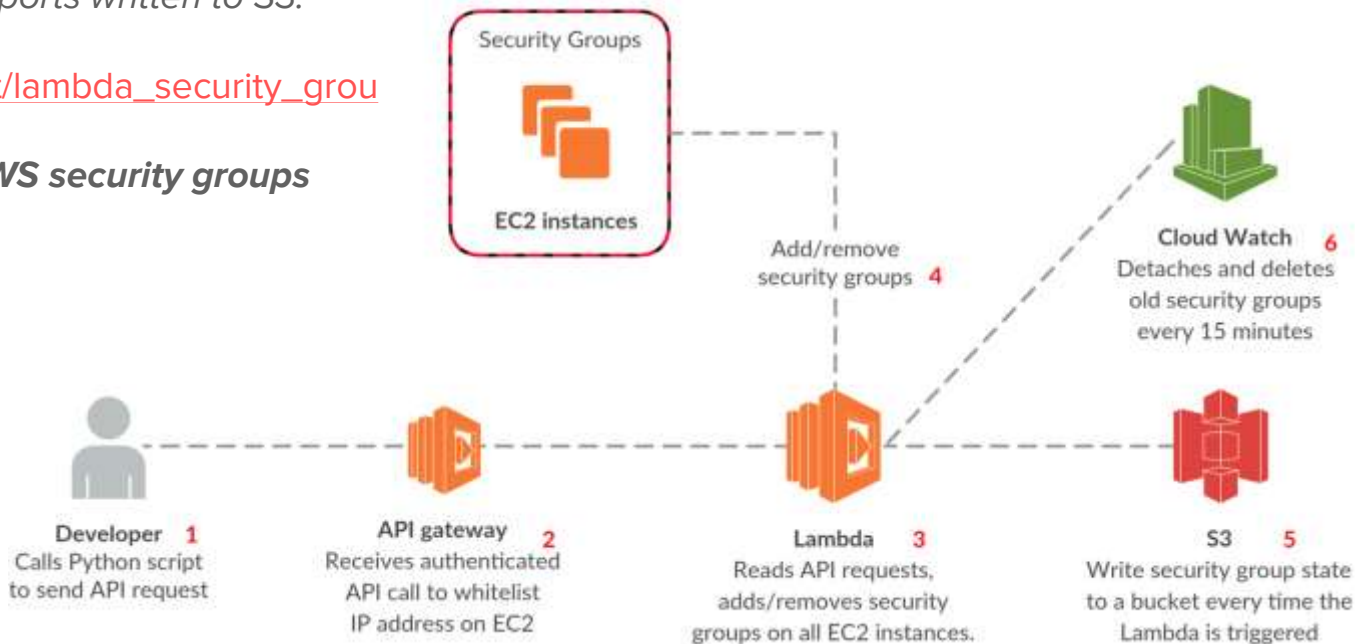 ports written to S3.
t/lambda_security_grou
WS security groups
Security Groups
EC2 instances
Add/remove
security groups 4
Cloud Watch 6
Detaches and deletes
old security groups
every 15 minutes
Developer 1
Calls Python script
to send API request
API gateway 2
Receives authenticated
API call to whitelist
IP address on EC2
Lambda 3
Reads API requests,
adds/removes security
groups on all EC2 instances.
S3 5
Write security group state
to a bucket every time the
Lambda is triggered